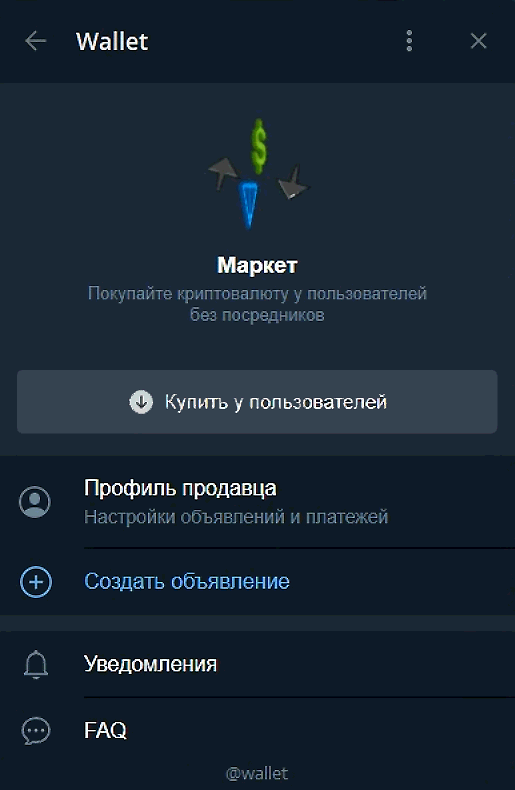 Wallet
Маркет
Покупайте криптовалюту у пользователей
без посредников
Купить у пользователей
Профиль продавца
Настройки объявлений и платежей
Создать объявление
Уведомления
FAQ
@wallet